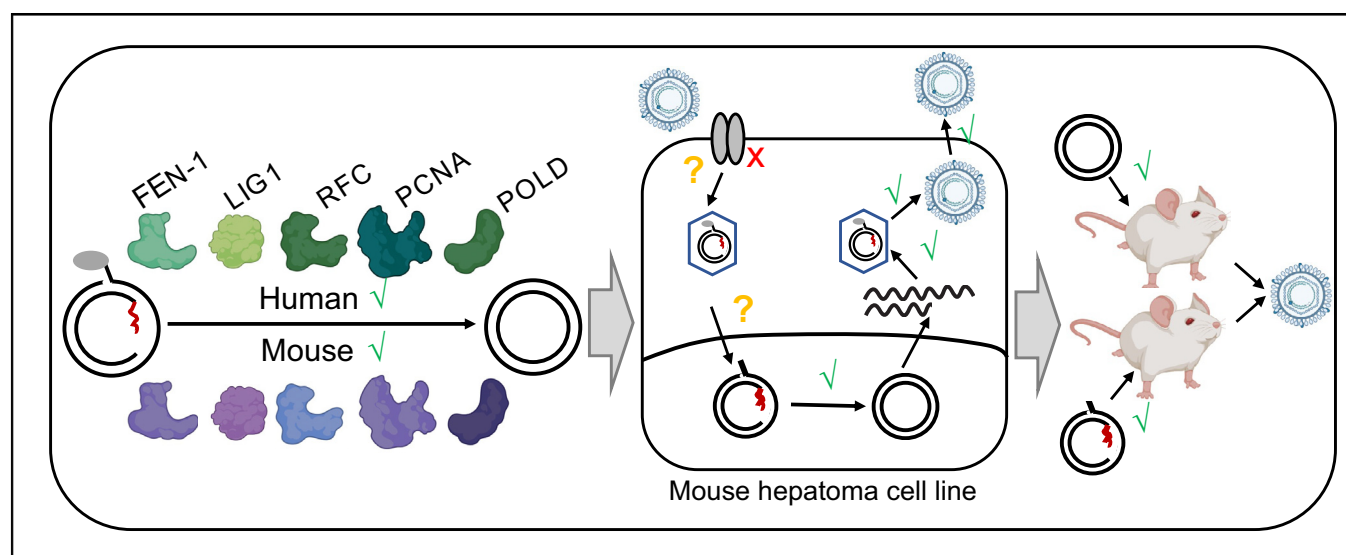 FEN-1
LIG1
RFC
PCNA
POLD
Human √
Mouse √
?
X
?
√
√
√
√
Mouse hepatoma cell line
√
√